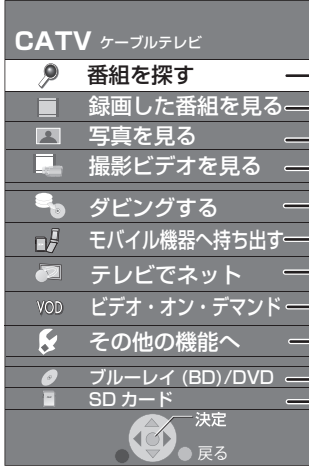 CATV ケーブルテレビ
番組を探す
録画した番組を見る
写真を見る
撮影ビデオを見る
ダビングする
モバイル機器へ持ち出す
テレビでネット
VOD ビデオ・オン・デマンド
その他の機能へ
ブルーレイ (BD)/DVD
SD カード
決定
戻る